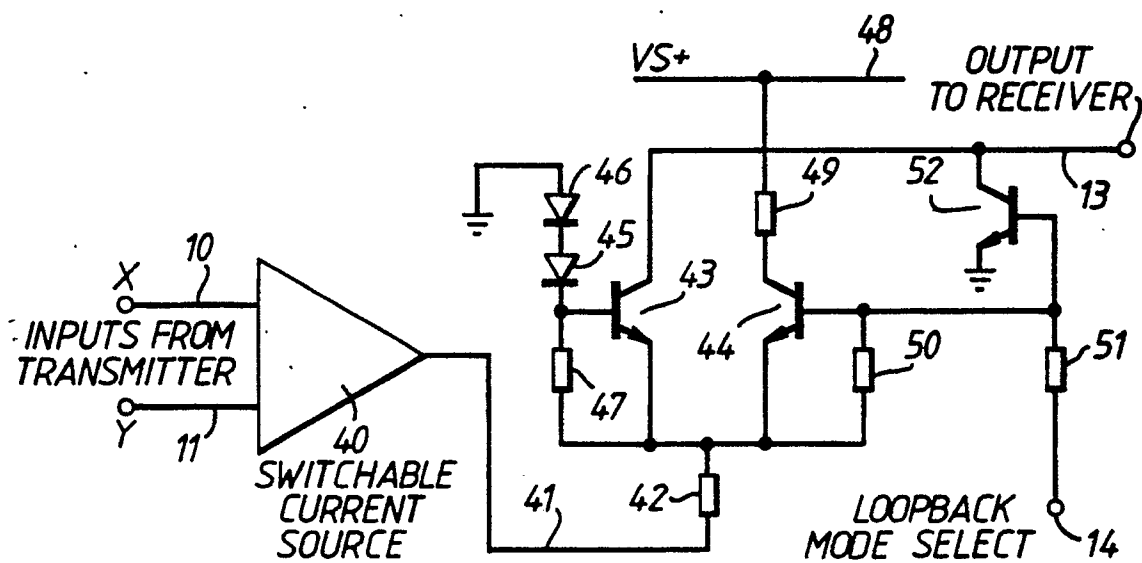 48
VS+
OUTPUT
TO RECEIVER
46
52
49
13
45
10
X
43
INPUTS FROM
TRANSMITTER
44
50
51
47
Y
11
40
SWITCHABLE
CURRENT
SOURCE
41
42
LOOPBACK
MODE SELECT
14